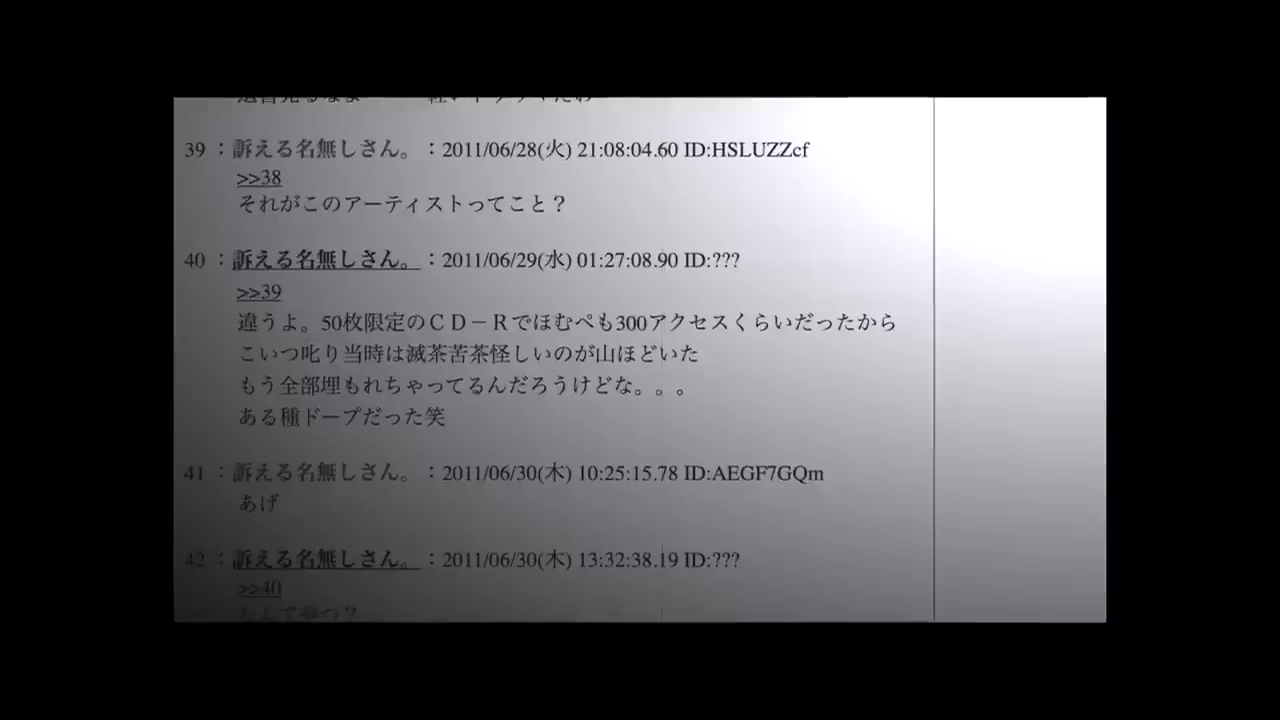 39 ：訴える名無しさん。：2011/06/28(火) 21:08:04.60 ID:HSLUZZcf
>>38
それがこのアーティストってこと？
40 ：訴える名無しさん。：2011/06/29(水) 01:27:08.90 ID:???
>>39
違うよ。50枚限定のＣＤ－Ｒでほむぺも300アクセスくらいだったから
こいつ叱り当時は滅茶苦茶怪しいのが山ほどいた
もう全部埋もれちゃってるんだろうけどな。。。
ある種ドープだった笑
41 ：訴える名無しさん。：2011/06/30(木) 10:25:15.78 ID:AEGF7GQm
あげ
42 ：訴える名無しさん。：2011/06/30(木) 13:32:38.19 ID:???
>>40
なんてやつ？